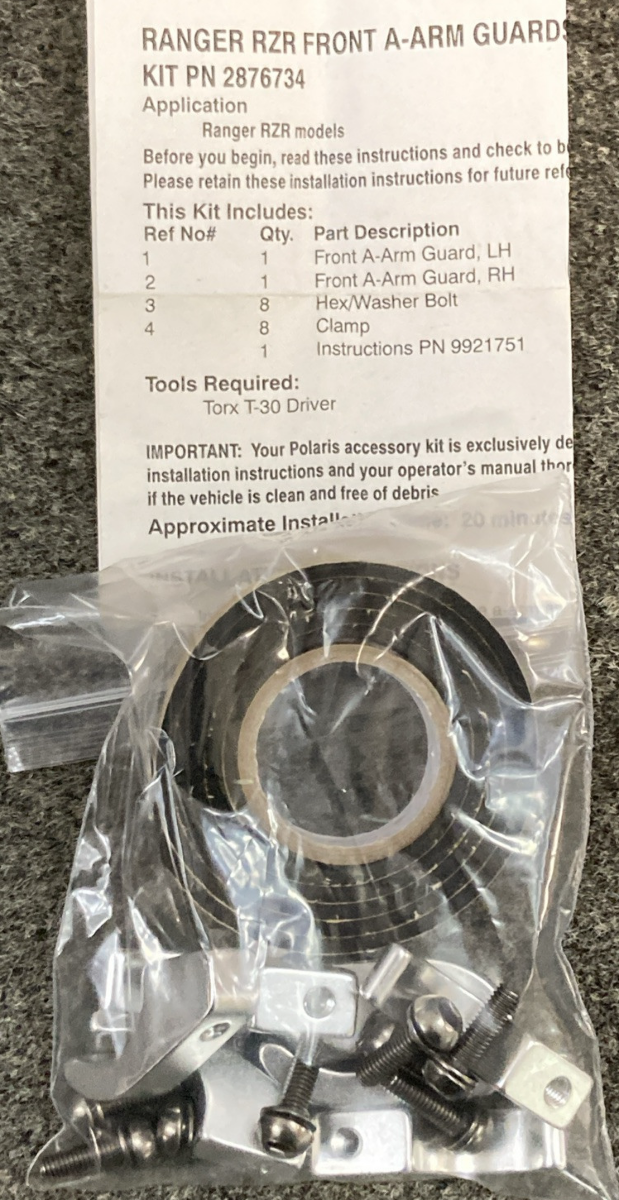 RANGER RZR FRONT A-ARM GUARDS
KIT PN 2876734
Application
Ranger RZR models
Before you begin, read these instructions and check to b
Please retain these installation instructions for future refe
This Kit Includes:
Ref No# Qty. Part Description
1 1 Front A-Arm Guard, LH
2 1 Front A-Arm Guard, RH
3 8 Hex/Washer Bolt
4 8 Clamp
1 Instructions PN 9921751
Tools Required:
Torx T-30 Driver
IMPORTANT: Your Polaris accessory kit is exclusively de
installation instructions and your operator's manual thor
if the vehicle is clean and free of debris
Approximate Install 20 minutes